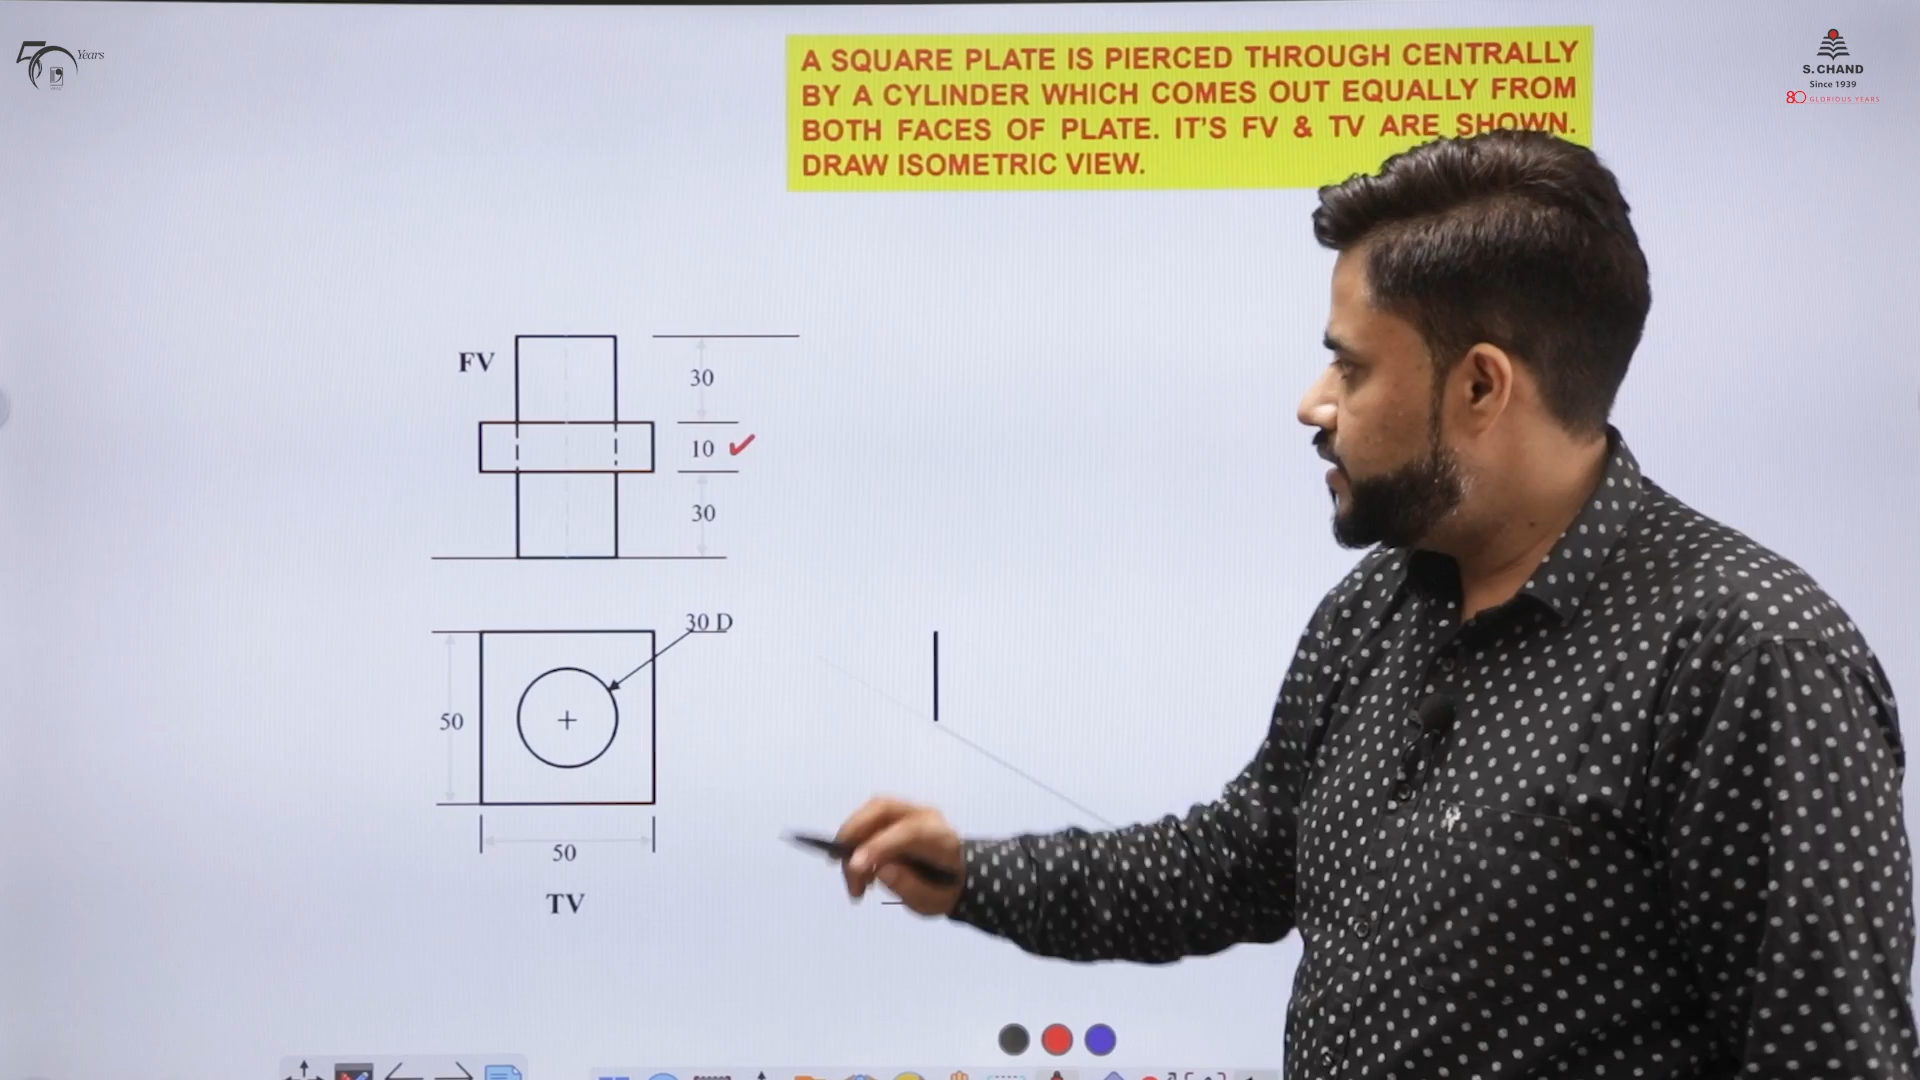 50 Years
A SQUARE PLATE IS PIERCED THROUGH CENTRALLY
BY A CYLINDER WHICH COMES OUT EQUALLY FROM
BOTH FACES OF PLATE. IT'S FV & TV ARE SHOWN.
DRAW ISOMETRIC VIEW.
S. CHAND
Since 1939
80 GLORIOUS YEARS
FV
30
10
30
30 D
50
50
TV